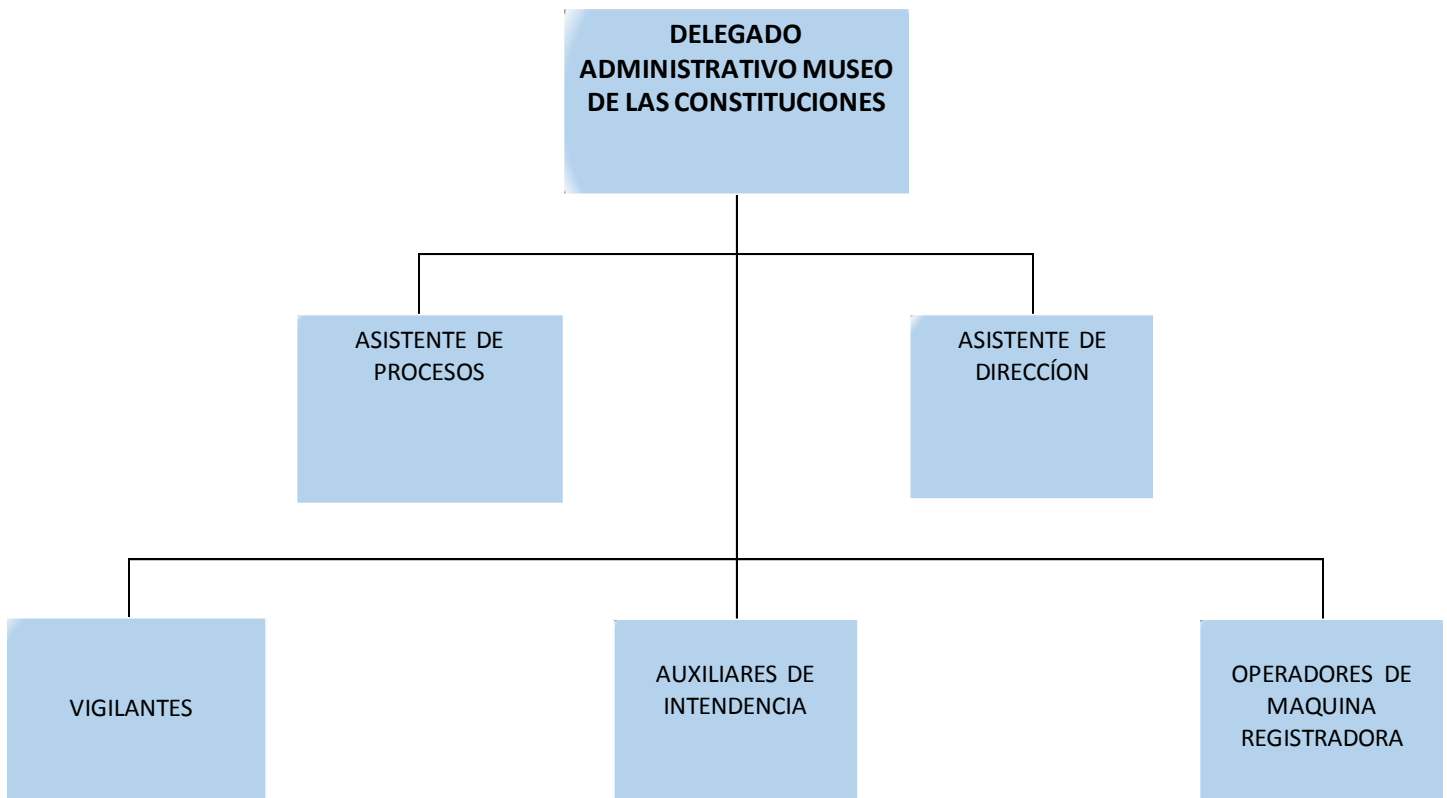 DELEGADO
ADMINISTRATIVO MUSEO
DE LAS CONSTITUCIONES
ASISTENTE DE
PROCESOS
ASISTENTE DE
DIRECCÍON
VIGILANTES
AUXILIARES DE
INTENDENCIA
OPERADORES DE
MAQUINA
REGISTRADORA